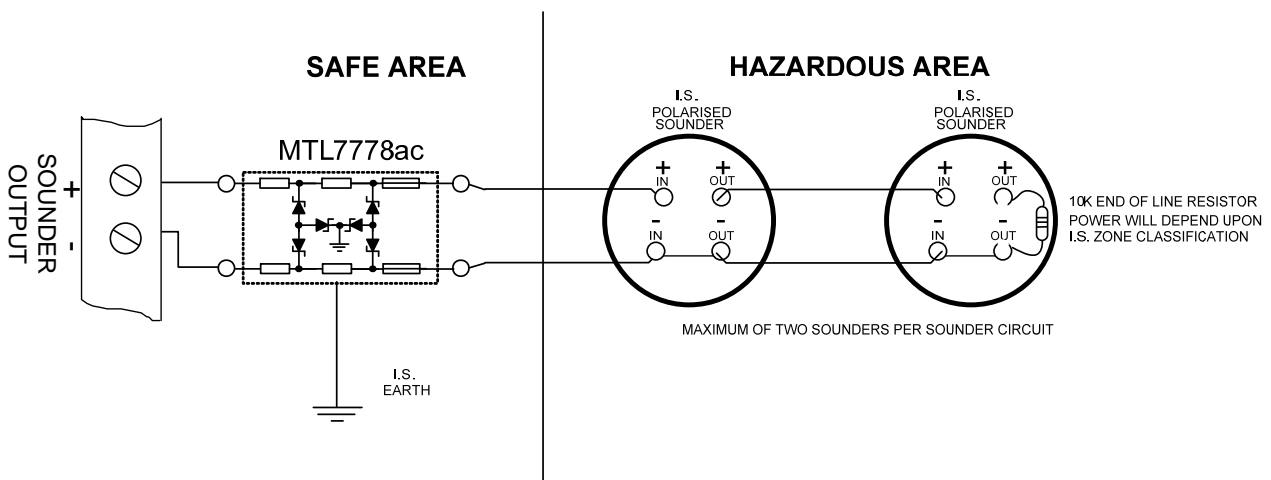 SAFE AREA
HAZARDOUS AREA
I.S.
POLARISED
SOUNDER
I.S.
POLARISED
SOUNDER
MTL7778ac
SOUNDER
OUTPUT
+
-
+
+
IN
OUT
-
-
IN
OUT
+
+
IN
OUT
-
-
IN
OUT
10K END OF LINE RESISTOR
POWER WILL DEPEND UPON
I.S. ZONE CLASSIFICATION
MAXIMUM OF TWO SOUNDERS PER SOUNDER CIRCUIT
I.S.
EARTH